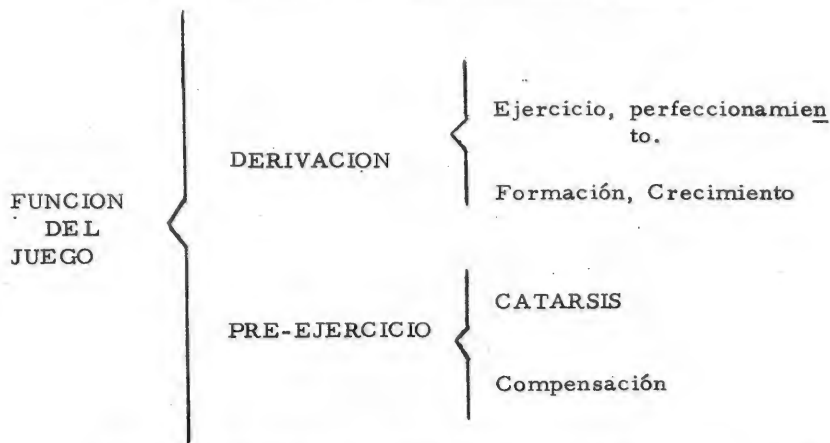 FUNCION
DEL
JUEGO
DERIVACION
Ejercicio, perfeccionamien
to.
Formación, Crecimiento
PRE-EJERCICIO
CATARSIS
Compensación